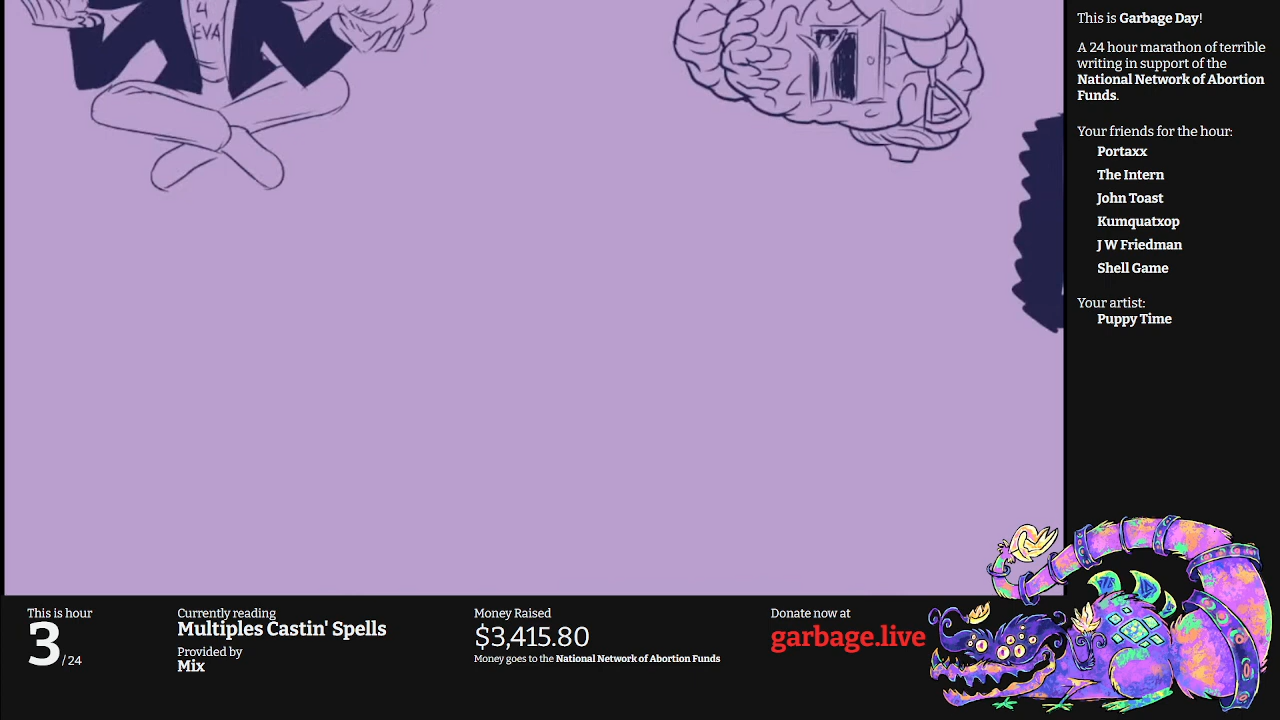 4
EVA
This is Garbage Day!
A 24 hour marathon of terrible
writing in support of the
National Network of Abortion
Funds.
Your friends for the hour:
Portaxx
The Intern
John Toast
Kumquatxop
J W Friedman
Shell Game
Your artist:
Puppy Time
This is hour
3/24
Currently reading
Multiples Castin' Spells
Provided by
Mix
Money Raised
$3,415.80
Money goes to the National Network of Abortion Funds
Donate now at
garbage.live